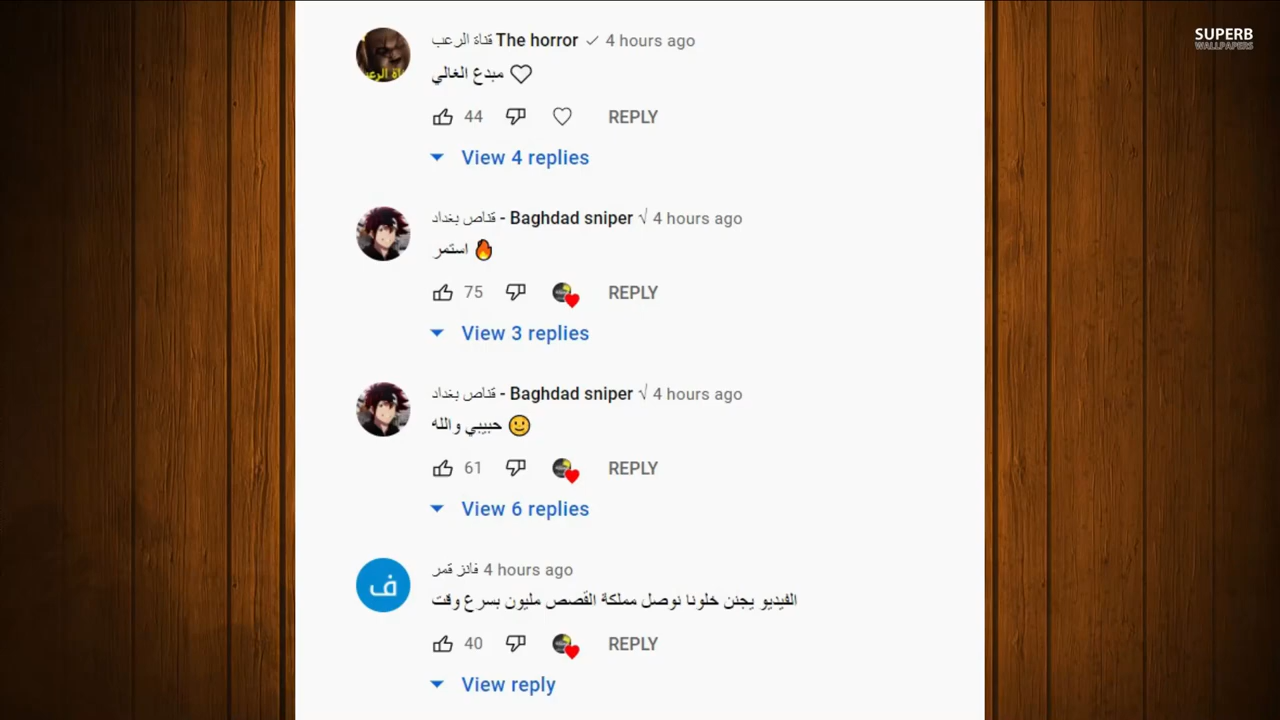 SUPERB
WALLPAPERS
قناة الرعب The horror ✓ 4 hours ago
مبدع الغالي ♡
44 REPLY
View 4 replies
قناص بغداد - Baghdad sniper √ 4 hours ago
استمر 🔥
75 REPLY
View 3 replies
قناص بغداد - Baghdad sniper √ 4 hours ago
حبيبي والله 🙂
61 REPLY
View 6 replies
ف
فائز قمر 4 hours ago
الفيديو يجنن خلونا نوصل مملكة القصص مليون بسرع وقت
40 REPLY
View reply